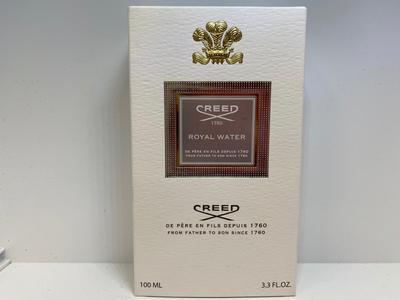 CREED
1760
ROYAL WATER
DE PÈRE EN FILS DEPUIS 1760
FROM FATHER TO SON SINCE 1760
CREED
DE PÈRE EN FILS DEPUIS 1760
FROM FATHER TO SON SINCE 1760
100 ML 3.3 FL.OZ.